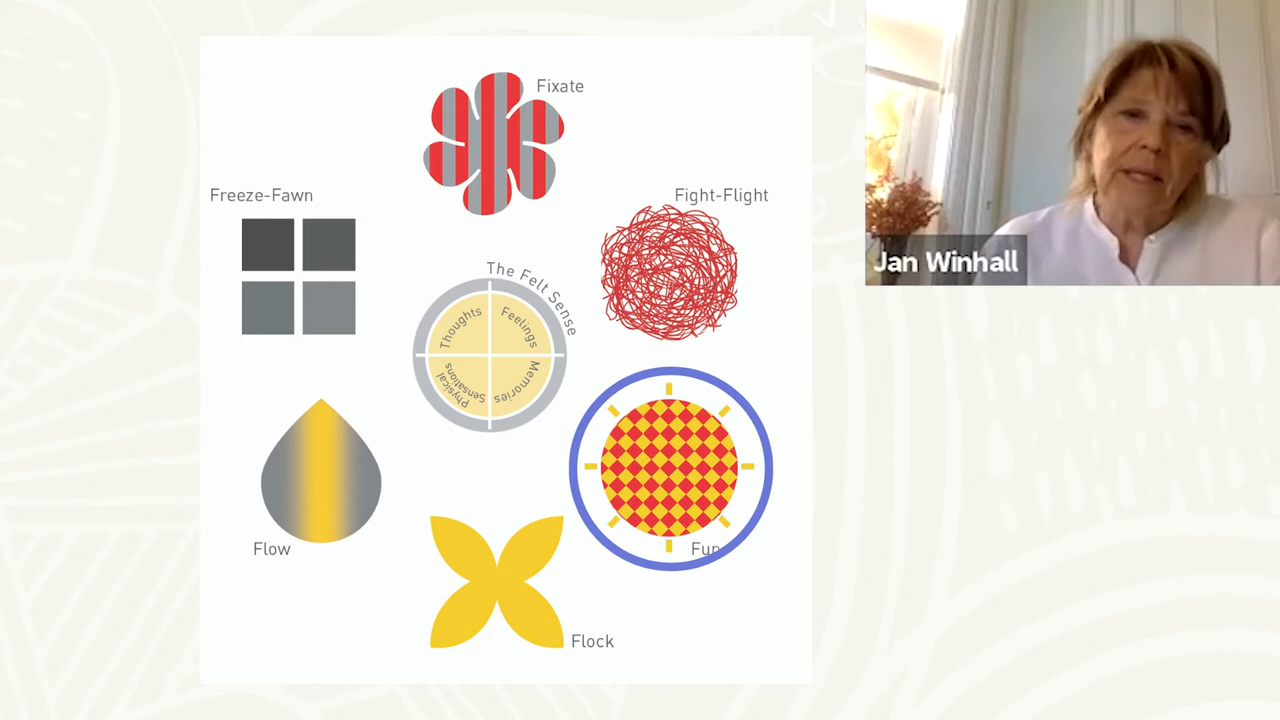 Fixate
Freeze-Fawn
Fight-Flight
The Felt Sense
Thoughts
Feelings
Physical
Sensations
Memories
Flow
Fun
Flock
Jan Winhall